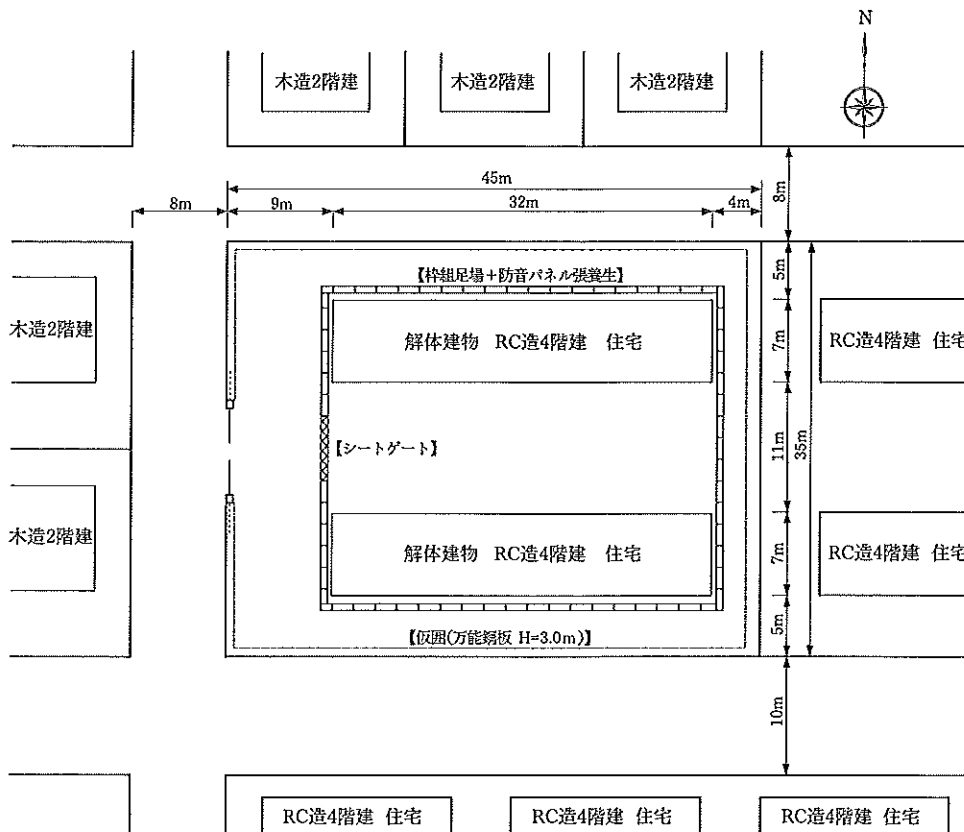 N
木造2階建
木造2階建
木造2階建
45m
8m
9m
32m
4m
8m
【枠組足場+防音パネル張養生】
5m
木造2階建
解体建物 RC造4階建 住宅
7m
RC造4階建 住宅
【シートゲート】
11m
35m
木造2階建
解体建物 RC造4階建 住宅
7m
RC造4階建 住宅
【仮囲(万能鋼板 H=3.0m)】
5m
10m
RC造4階建 住宅
RC造4階建 住宅
RC造4階建 住宅